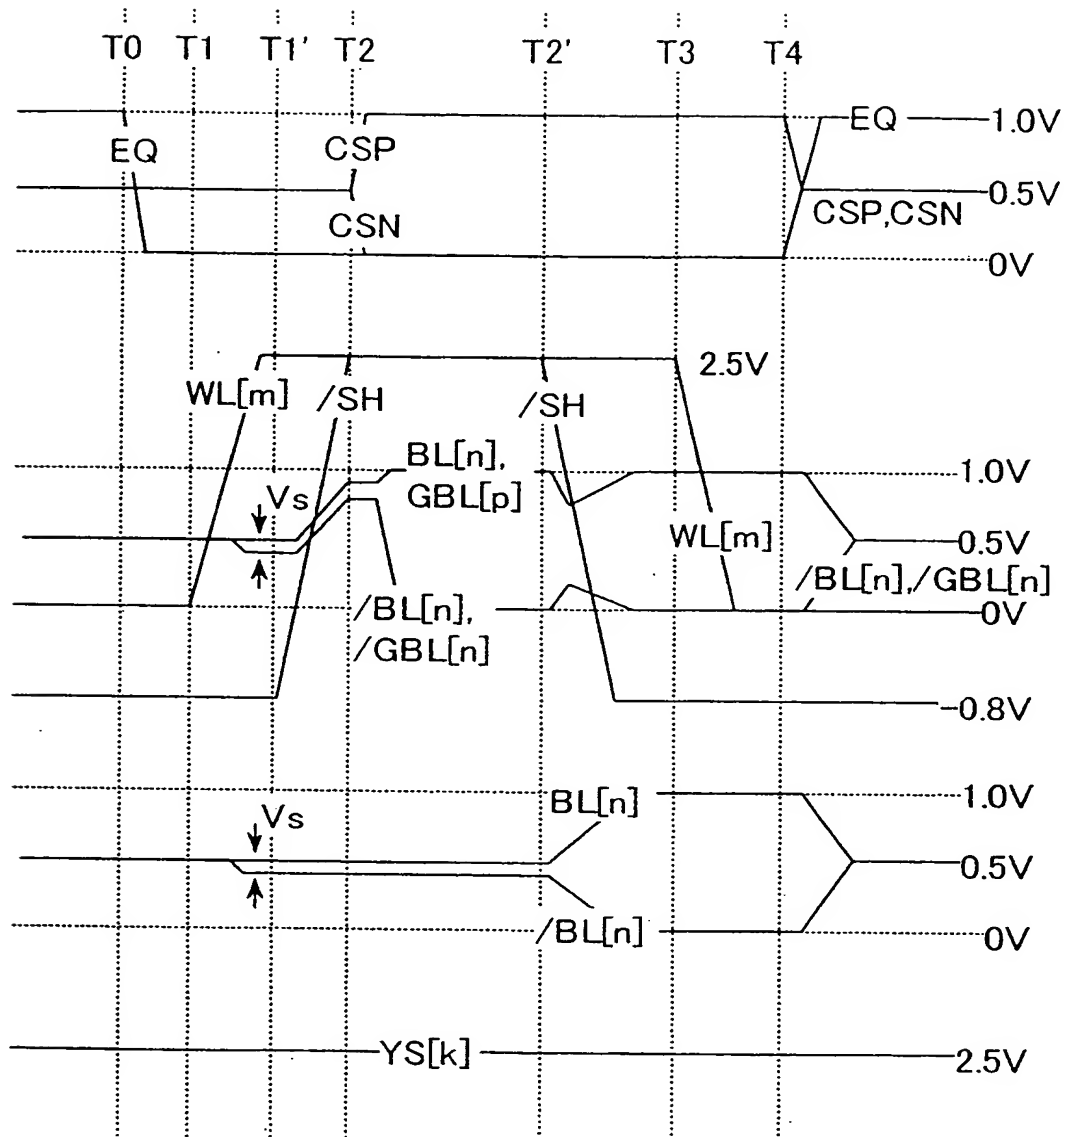 T0 T1 T1' T2 T2' T3 T4
EQ 1.0V
EQ CSP
0.5V
CSN CSP,CSN
0V
2.5V
WL[m] /SH /SH
BL[n], 1.0V
Vs GBL[p]
WL[m] 0.5V
/BL[n], /BL[n],/GBL[n]
0V
/GBL[n]
-0.8V
BL[n] 1.0V
Vs
0.5V
/BL[n] 0V
YS[k] 2.5V